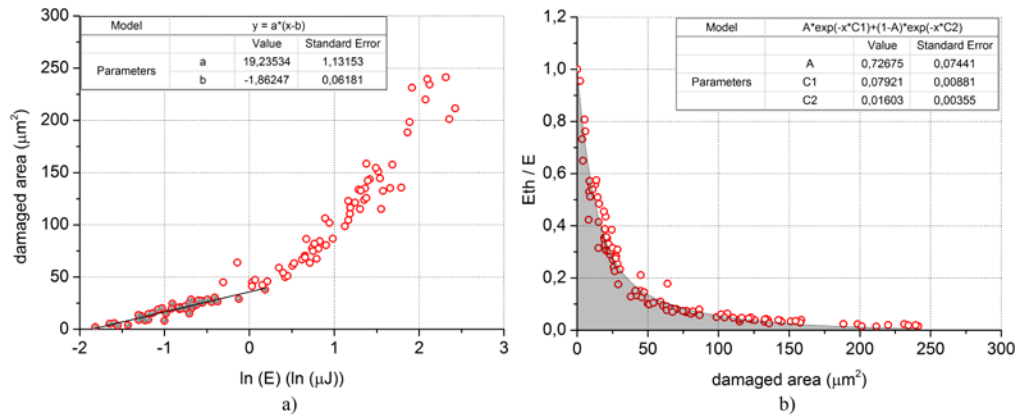 a)
Model y = a*(x-b)
Value Standard Error
Parameters a 19,23534 1,13153
b -1,86247 0,06181
damaged area (μm²)
300
250
200
150
100
50
0
-2 -1 0 1 2 3
ln (E) (ln (μJ))
a)
b)
Model A*exp(-x*C1)+(1-A)*exp(-x*C2)
Value Standard Error
A 0,72675 0,07441
Parameters C1 0,07921 0,00881
C2 0,01603 0,00355
Eth / E
1,2
1,0
0,8
0,6
0,4
0,2
0,0
0 50 100 150 200 250 300
damaged area (μm²)
b)